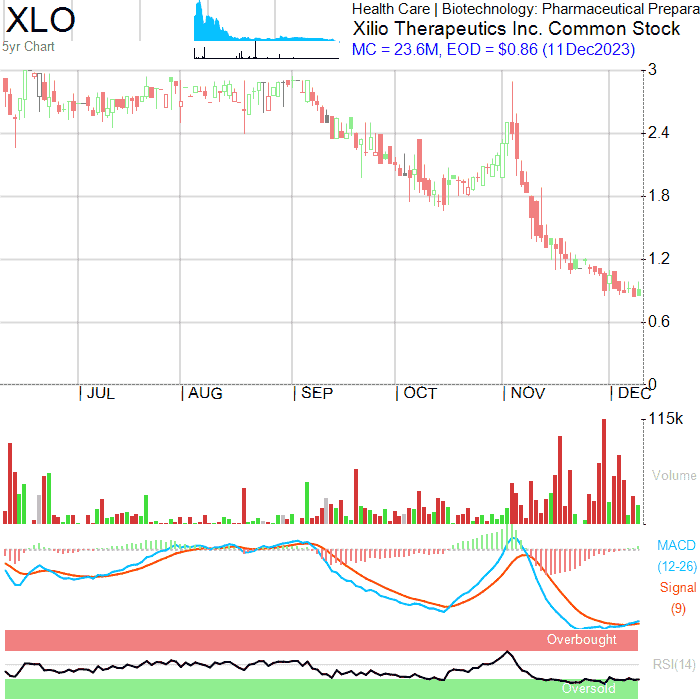 XLO
5yr Chart
Health Care | Biotechnology: Pharmaceutical Prepara
Xilio Therapeutics Inc. Common Stock
MC = 23.6M, EOD = $0.86 (11Dec2023)
3
2.4
1.8
1.2
0.6
0
| JUL | AUG | SEP | OCT | NOV | DEC
115k
Volume
MACD
(12-26)
Signal
(9)
Overbought
RSI(14)
Oversold